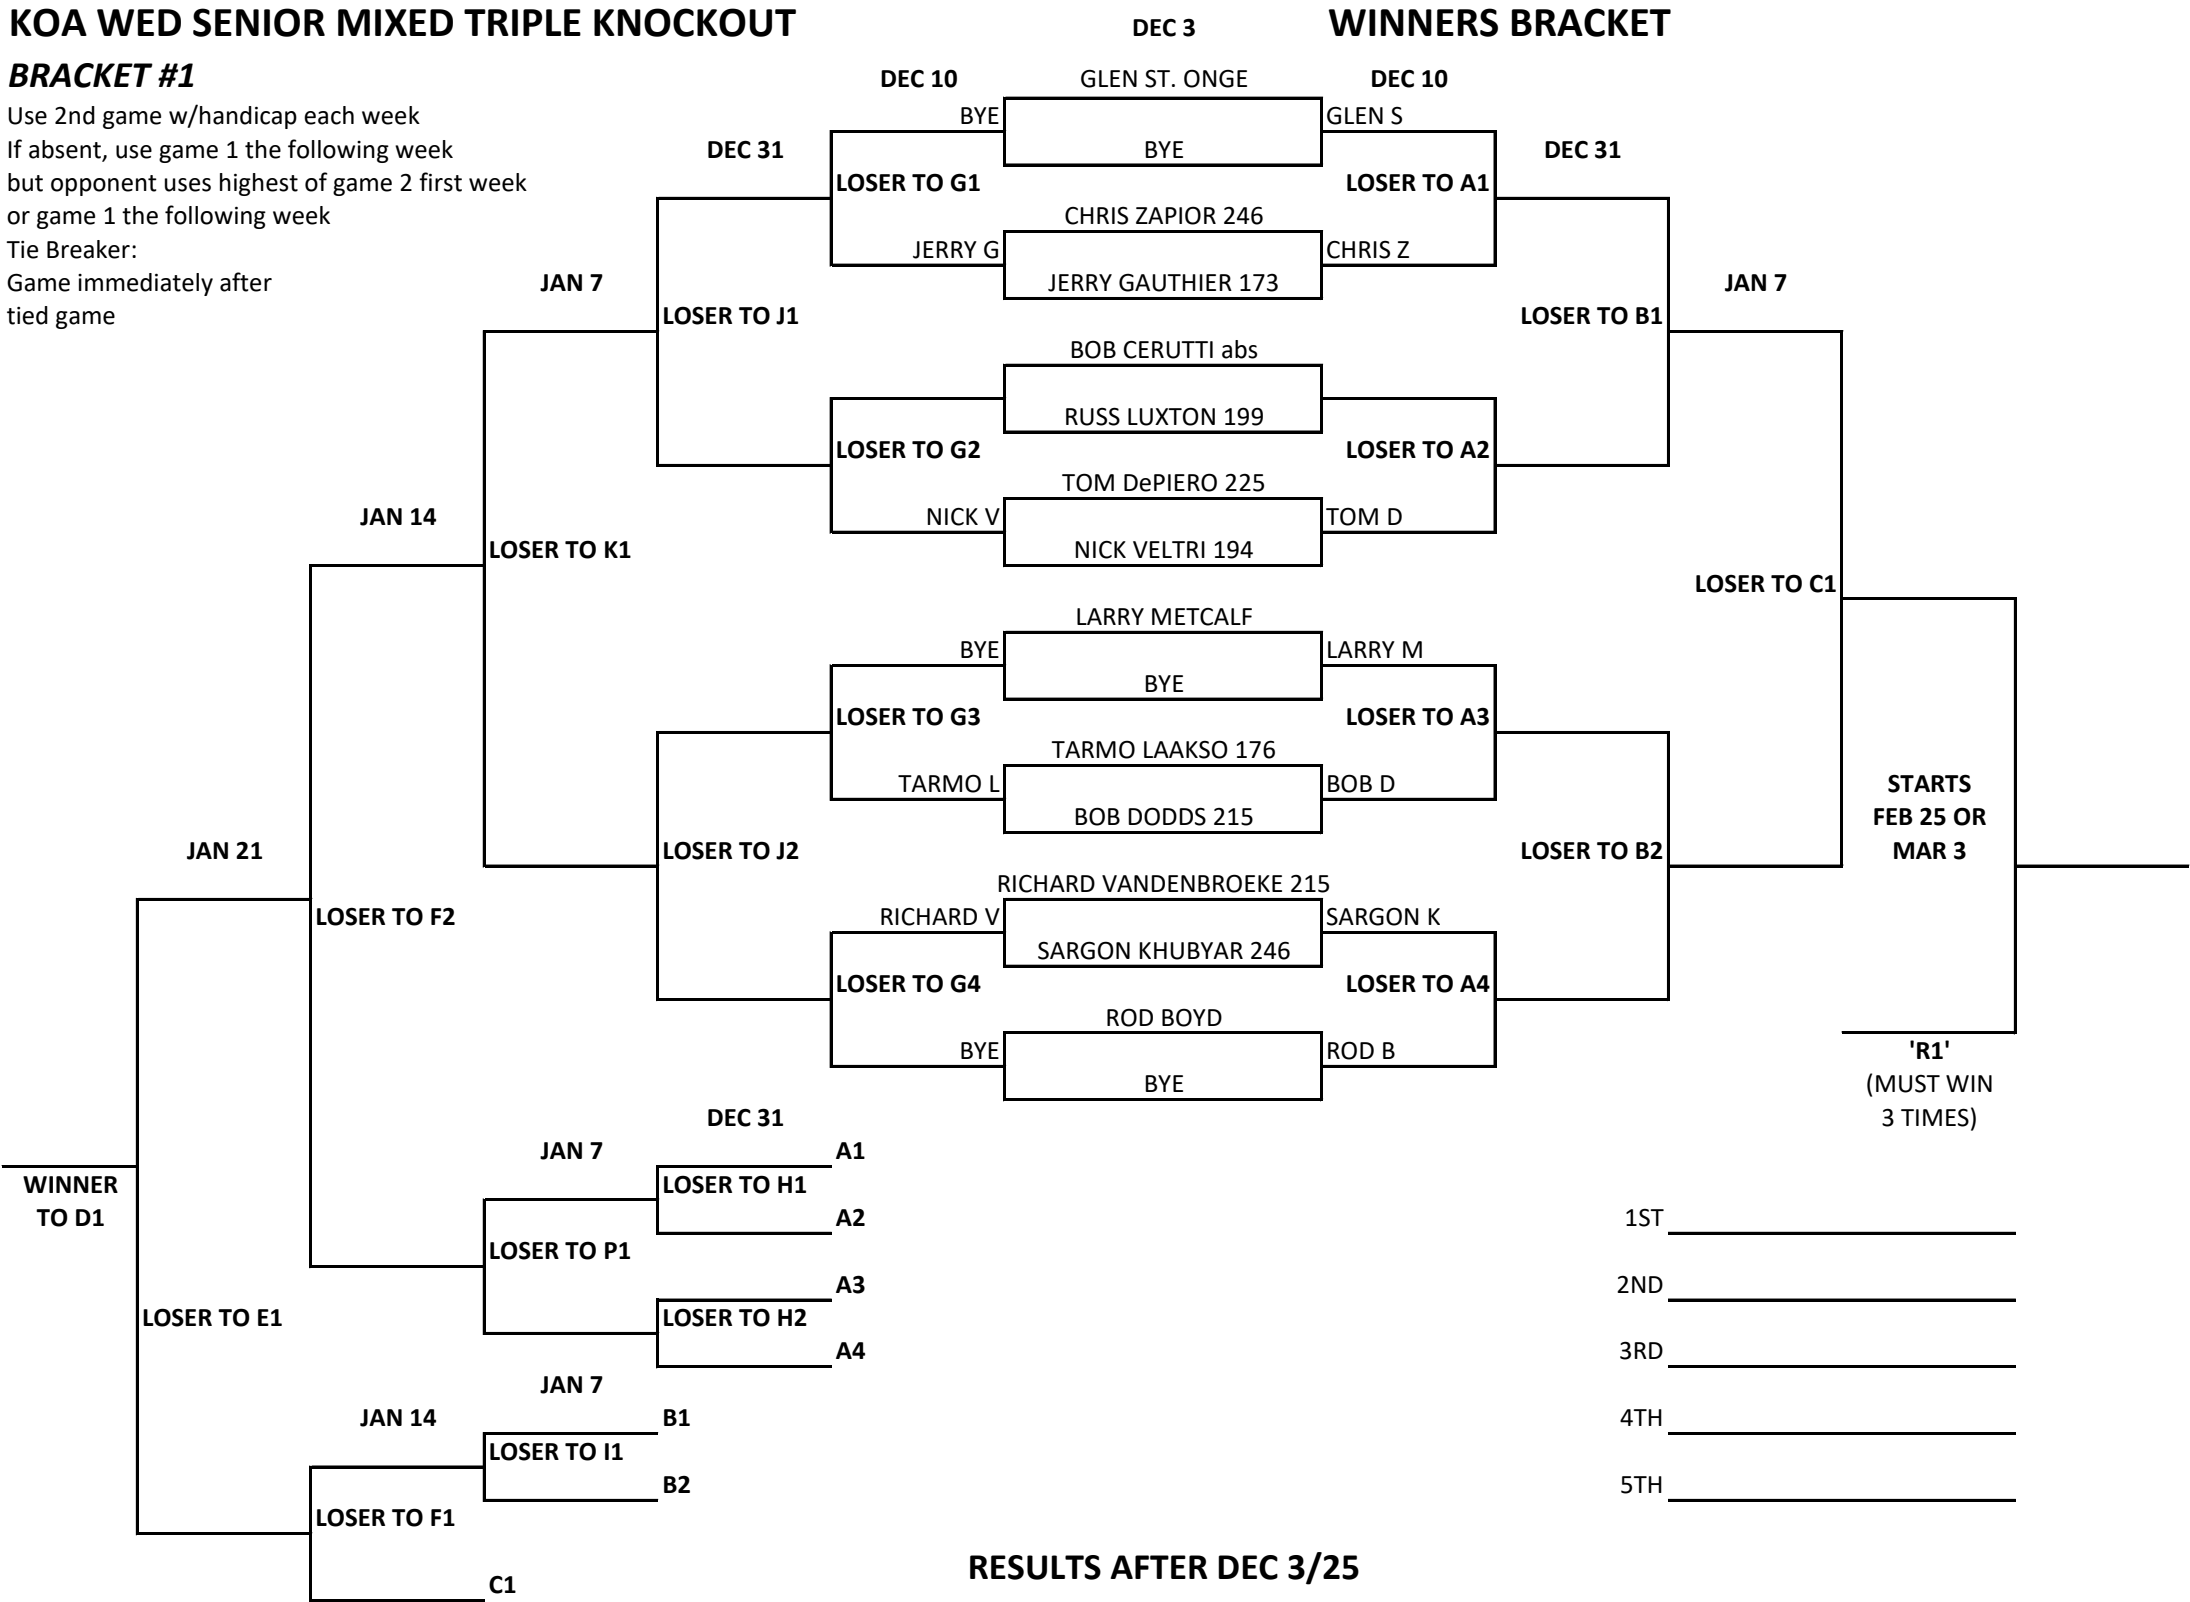 KOA WED SENIOR MIXED TRIPLE KNOCKOUT
DEC 3
WINNERS BRACKET
BRACKET #1
DEC 10
GLEN ST. ONGE
DEC 10
Use 2nd game w/handicap each week
BYE
GLEN S
If absent, use game 1 the following week
DEC 31
BYE
DEC 31
but opponent uses highest of game 2 first week
LOSER TO G1
LOSER TO A1
or game 1 the following week
CHRIS ZAPIOR 246
Tie Breaker:
JERRY G
CHRIS Z
Game immediately after
JAN 7
JERRY GAUTHIER 173
JAN 7
tied game
LOSER TO J1
LOSER TO B1
BOB CERUTTI abs
RUSS LUXTON 199
LOSER TO G2
LOSER TO A2
TOM DePIERO 225
JAN 14
NICK V
TOM D
LOSER TO K1
NICK VELTRI 194
LOSER TO C1
LARRY METCALF
BYE
LARRY M
BYE
LOSER TO G3
LOSER TO A3
TARMO LAAKSO 176
TARMO L
BOB D
STARTS
BOB DODDS 215
FEB 25 OR
JAN 21
LOSER TO J2
LOSER TO B2
MAR 3
RICHARD VANDENBROEKE 215
LOSER TO F2
RICHARD V
SARGON K
SARGON KHUBYAR 246
LOSER TO G4
LOSER TO A4
ROD BOYD
BYE
ROD B
'R1'
BYE
(MUST WIN
DEC 31
3 TIMES)
JAN 7
A1
WINNER
LOSER TO H1
TO D1
A2
1ST
LOSER TO P1
A3
2ND
LOSER TO E1
LOSER TO H2
A4
3RD
JAN 7
JAN 14
B1
4TH
LOSER TO I1
B2
5TH
LOSER TO F1
RESULTS AFTER DEC 3/25
C1